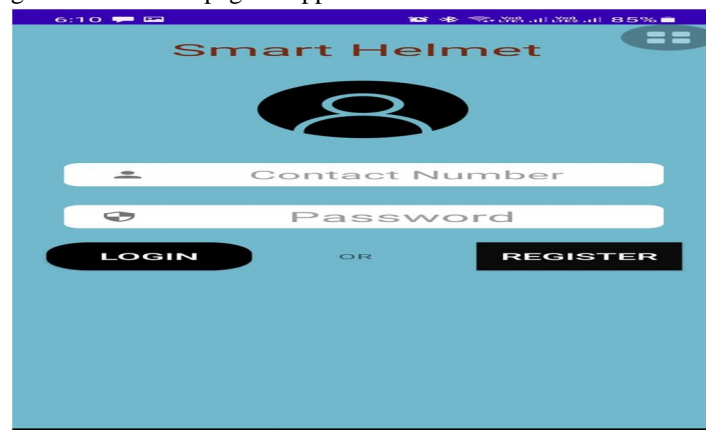 6:10 85%
Smart Helmet
Contact Number
Password
LOGIN OR REGISTER